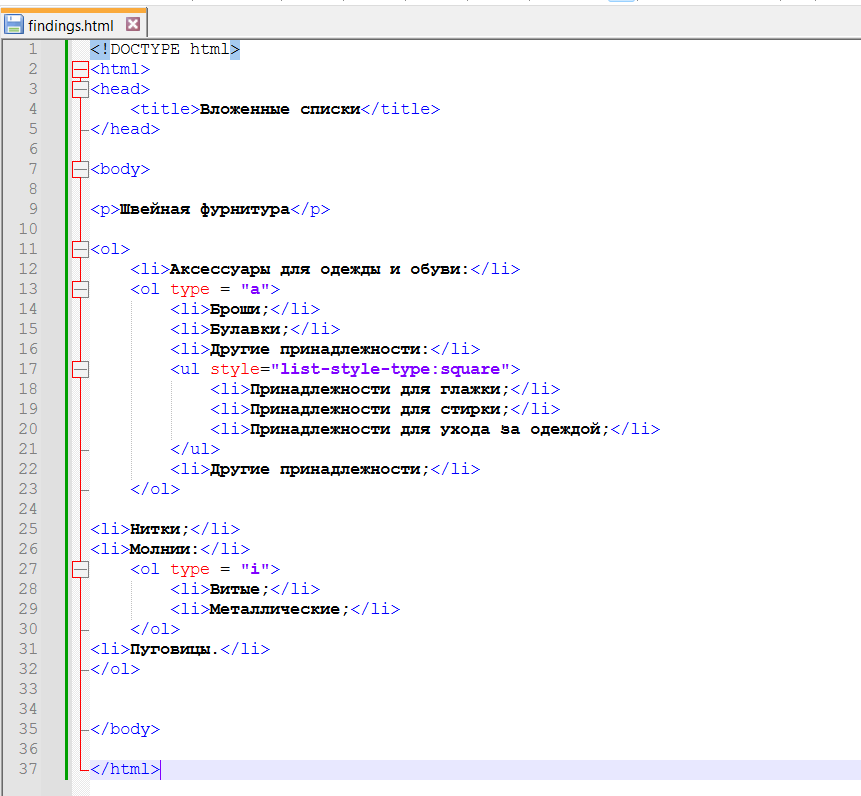 findings.html
1 <!DOCTYPE html>
2 <html>
3 <head>
4 <title>Вложенные списки</title>
5 </head>
6
7 <body>
8
9 <p>Швейная фурнитура</p>
10
11 <ol>
12 <li>Аксессуары для одежды и обуви:</li>
13 <ol type = "a">
14 <li>Броши;</li>
15 <li>Булавки;</li>
16 <li>Другие принадлежности:</li>
17 <ul style="list-style-type:square">
18 <li>Принадлежности для глажки;</li>
19 <li>Принадлежности для стирки;</li>
20 <li>Принадлежности для ухода за одеждой;</li>
21 </ul>
22 <li>Другие принадлежности;</li>
23 </ol>
24
25 <li>Нитки;</li>
26 <li>Молнии:</li>
27 <ol type = "i">
28 <li>Витые;</li>
29 <li>Металлические;</li>
30 </ol>
31 <li>Пуговицы.</li>
32 </ol>
33
34
35 </body>
36
37 </html>